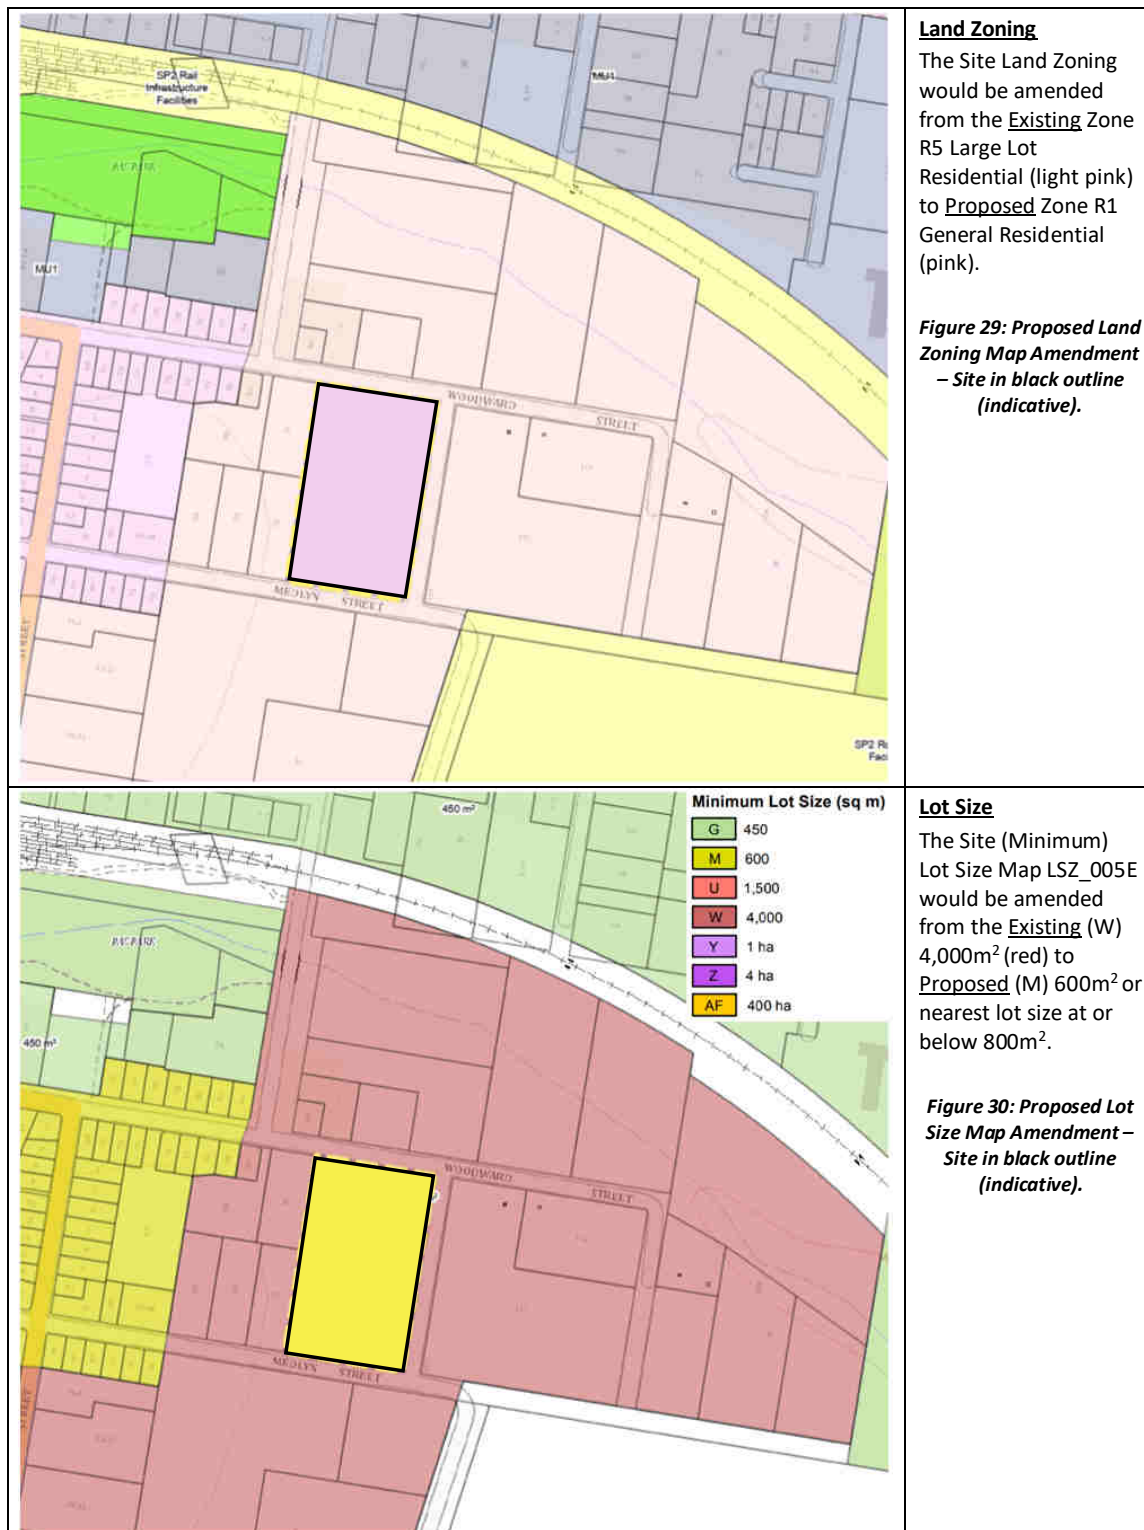 SP2 Rail
Infrastructure
Facilities
MU1
MU1
WOODWARD
STREET
MEDLYN STREET
STREET
Land Zoning
The Site Land Zoning
would be amended
from the Existing Zone
R5 Large Lot
Residential (light pink)
to Proposed Zone R1
General Residential
(pink).
Figure 29: Proposed Land
Zoning Map Amendment
– Site in black outline
(indicative).
450 m²
Minimum Lot Size (sq m)
G 450
M 600
U 1,500
W 4,000
Y 1 ha
Z 4 ha
AF 400 ha
450 m²
WOODWARD
STREET
MEDLYN STREET
STREET
Lot Size
The Site (Minimum)
Lot Size Map LSZ_005E
would be amended
from the Existing (W)
4,000m² (red) to
Proposed (M) 600m² or
nearest lot size at or
below 800m².
Figure 30: Proposed Lot
Size Map Amendment –
Site in black outline
(indicative).